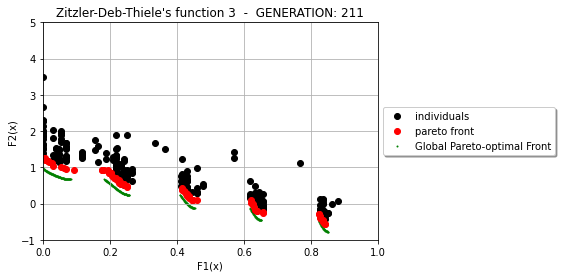 Zitzler-Deb-Thiele's function 3  -  GENERATION: 211
5
4
3
2
1
0
-1
F2(x)
0.0 0.2 0.4 0.6 0.8 1.0
F1(x)
individuals
pareto front
Global Pareto-optimal Front